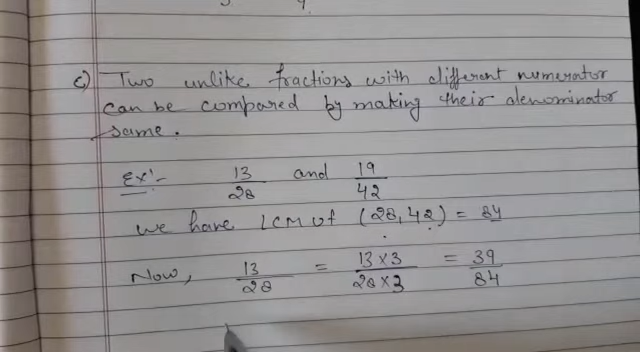 c) Two unlike fractions with different numerator
can be compared by making their denominator
same.
Ex:- 13/28 and 19/42
we have LCM of (28, 42) = 84
Now, 13/28 = 13×3/28×3 = 39/84